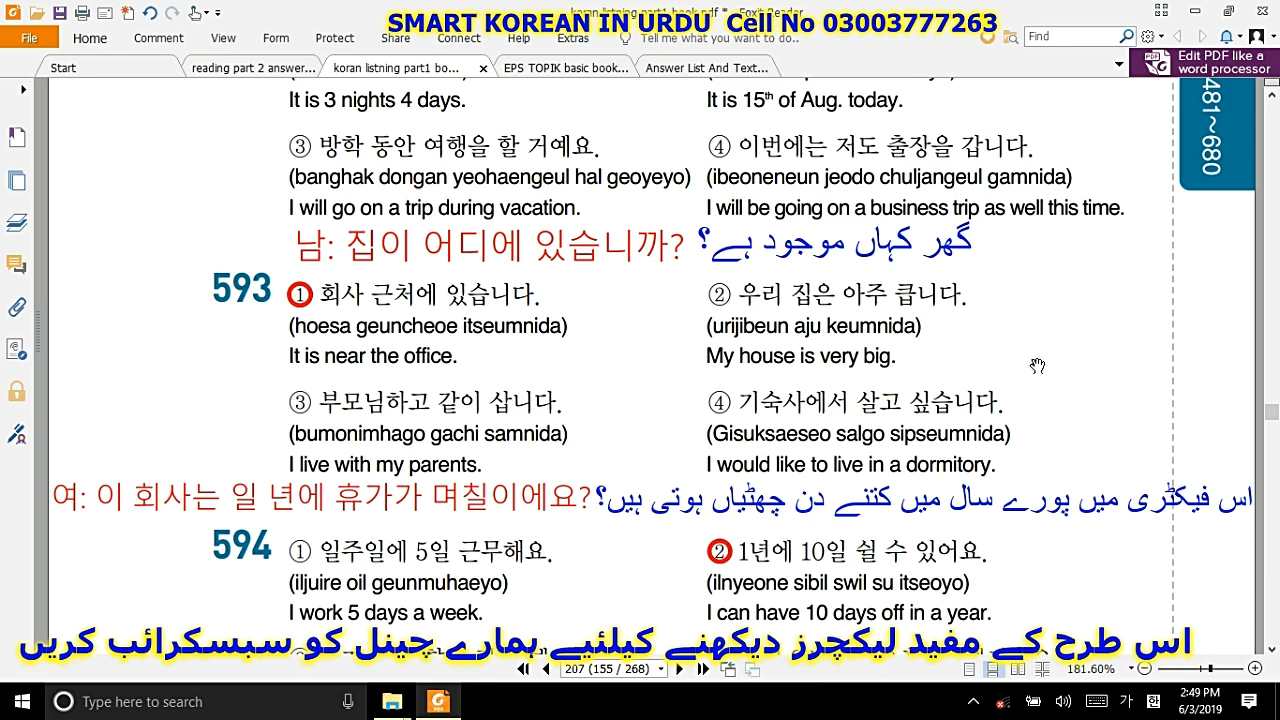 koran listning part1 book.pdf * - Foxit Reader
SMART KOREAN IN URDU Cell No 03003777263
File Home Comment View Form Protect Share Connect Help Extras Tell me what you want to do.. Find
Start reading part 2 answer... koran listning part1 bo... EPS TOPIK basic book... Answer List And Text... Edit PDF like a word processor
481~680
It is 3 nights 4 days. It is 15th of Aug. today.
③ 방학 동안 여행을 할 거예요. ④ 이번에는 저도 출장을 갑니다.
(banghak dongan yeohaengeul hal geoyeyo) (ibeoneneun jeodo chuljangeul gamnida)
I will go on a trip during vacation. I will be going on a business trip as well this time.
남: 집이 어디에 있습니까? گھر کہاں موجود ہے؟
593 ① 회사 근처에 있습니다. ② 우리 집은 아주 큽니다.
(hoesa geuncheoe itseumnida) (urijibeun aju keumnida)
It is near the office. My house is very big.
③ 부모님하고 같이 삽니다. ④ 기숙사에서 살고 싶습니다.
(bumonimhago gachi samnida) (Gisuksaeseo salgo sipseumnida)
I live with my parents. I would like to live in a dormitory.
여: 이 회사는 일 년에 휴가가 며칠이에요? اس فیکٹری میں پورے سال میں کتنے دن چھٹیاں ہوتی ہیں؟
594 ① 일주일에 5일 근무해요. ② 1년에 10일 쉴 수 있어요.
(iljuire oil geunmuhaeyo) (ilnyeone sibil swil su itseoyo)
I work 5 days a week. I can have 10 days off in a year.
اس طرح کے مفید لیکچرز دیکھنے کیلئیے ہمارے چینل کو سبسکرائب کریں
207 (155 / 268) 181.60%
Type here to search 가 한 2:49 PM
6/3/2019